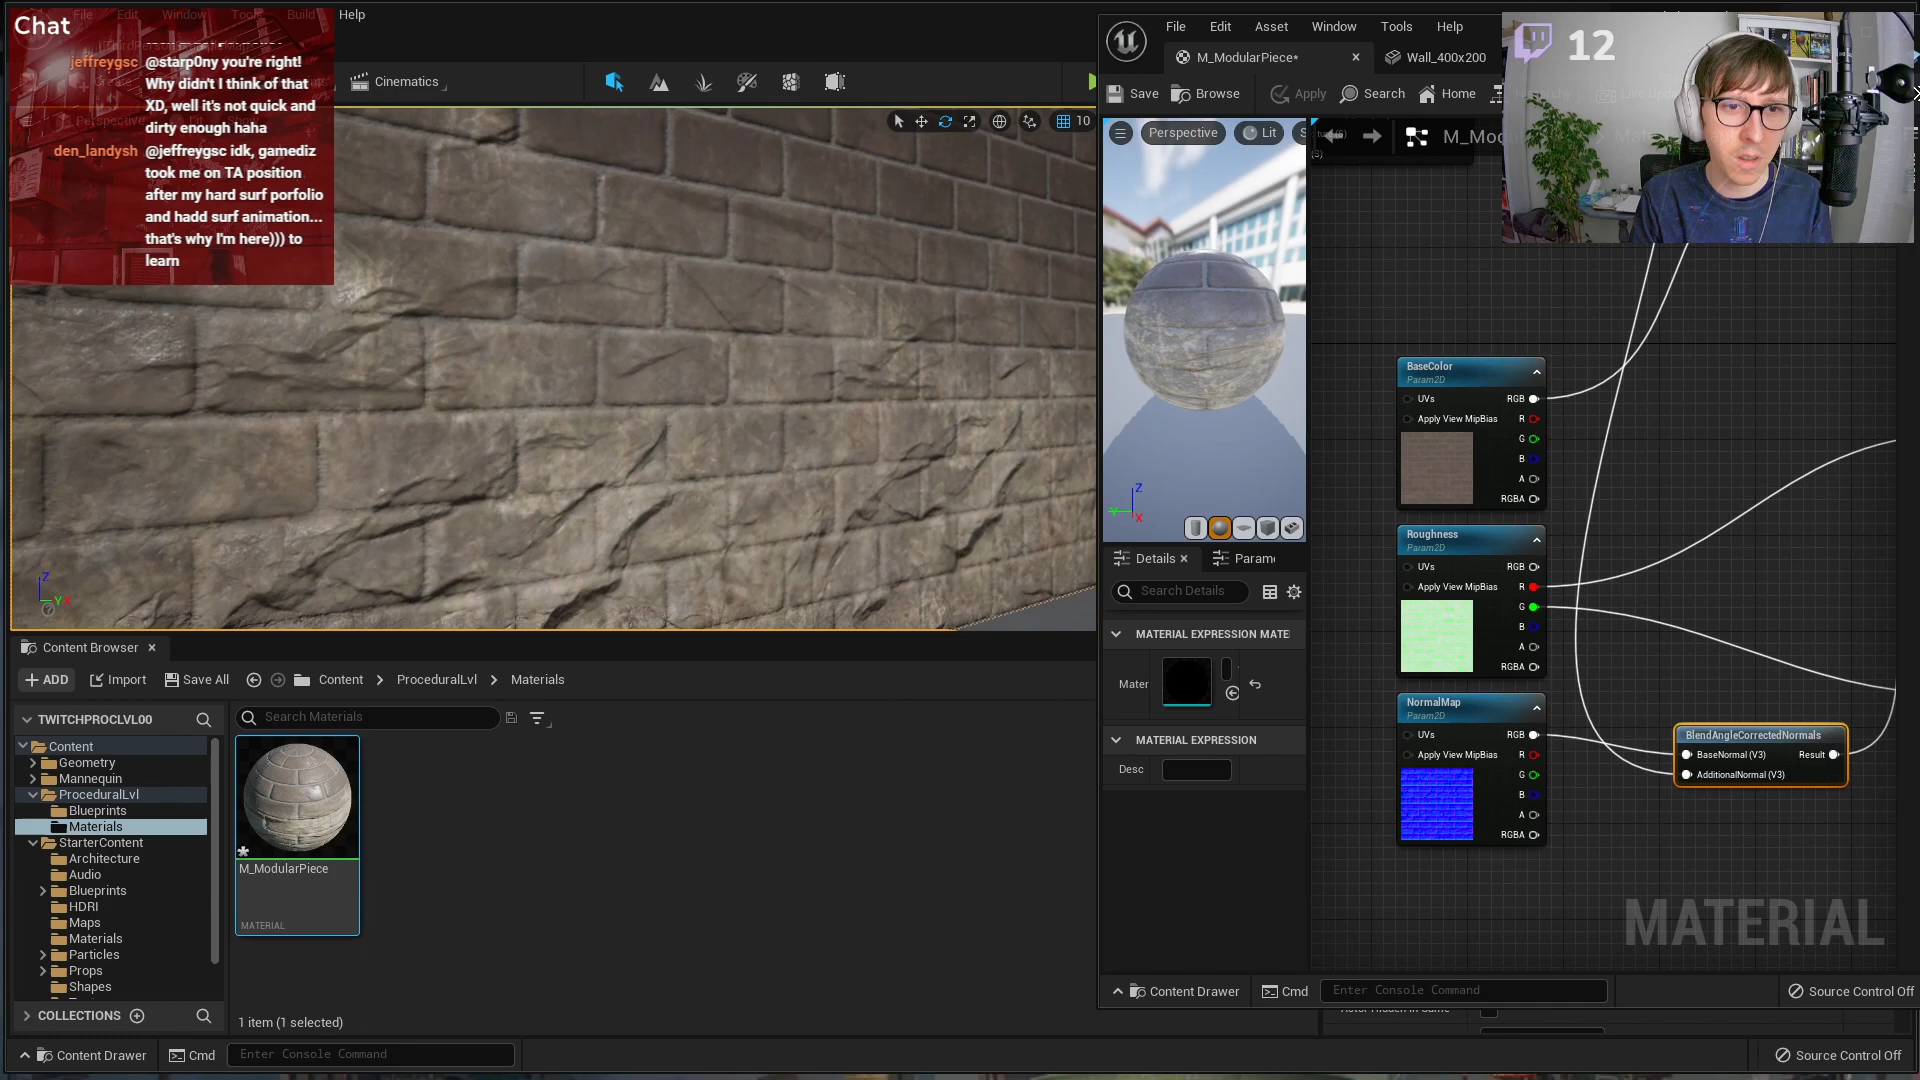 Chat
jeffreygsc @starp0ny you're right!
Why didn't I think of that
XD, well it's not quick and
dirty enough haha
den_landysh @jeffreygsc idk, gamediz
took me on TA position
after my hard surf porfolio
and hadd surf animation...
that's why I'm here))) to
learn
File Edit Window Tools Build Help
Cinematics
10
File Edit Asset Window Tools Help
M_ModularPiece*
Wall_400x200
Save Browse Apply Search Home
Perspective Lit S
M_Modu
12
Z
Y
X
Details
Param
Search Details
MATERIAL EXPRESSION MATE
Mater
MATERIAL EXPRESSION
Desc
BaseColor
Param2D
UVs RGB
Apply View MipBias R
G
B
A
RGBA
Roughness
Param2D
UVs RGB
Apply View MipBias R
G
B
A
RGBA
NormalMap
Param2D
UVs RGB
Apply View MipBias R
G
B
A
RGBA
BlendAngleCorrectedNormals
BaseNormal (V3) Result
AdditionalNormal (V3)
MATERIAL
Content Drawer Cmd Enter Console Command Source Control Off
Z
Y
Content Browser
ADD Import Save All Content ProceduralLvl Materials
TWITCHPROCLVL00
Search Materials
Content
Geometry
Mannequin
ProceduralLvl
Blueprints
Materials
StarterContent
Architecture
Audio
Blueprints
HDRI
Maps
Materials
Particles
Props
Shapes
COLLECTIONS
M_ModularPiece
MATERIAL
1 item (1 selected)
Content Drawer Cmd Enter Console Command Source Control Off